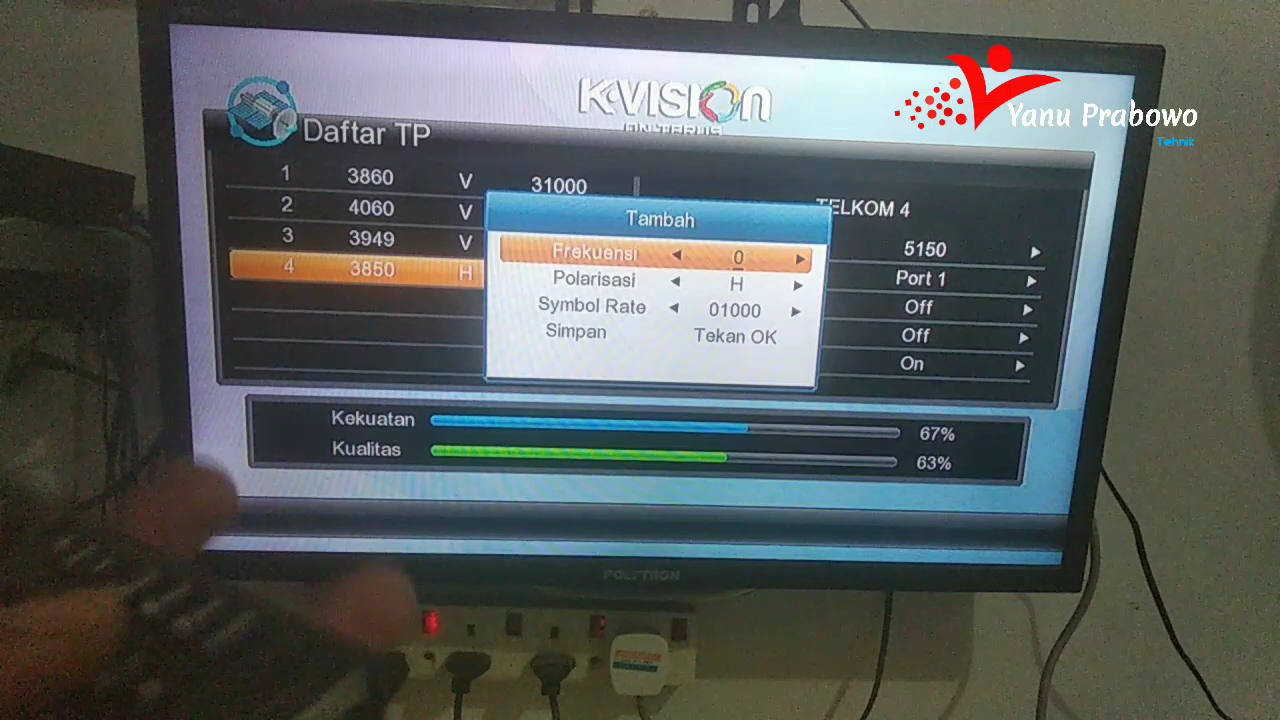 KVISION
Yanu Prabowo
Tehnik
Daftar TP
1 3860 V 31000
2 4060 V
3 3949 V
4 3850 H
TELKOM 4
5150
Port 1
Off
Off
On
Tambah
Frekuensi 0
Polarisasi H
Symbol Rate 01000
Simpan Tekan OK
Kekuatan 67%
Kualitas 63%
POLYTRON